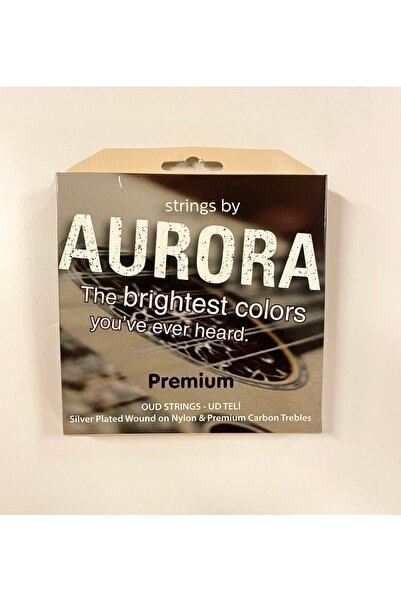 strings by
AURORA
The brightest colors
you've ever heard.
Premium
OUD STRINGS - UD TELİ
Silver Plated Wound on Nylon & Premium Carbon Trebles